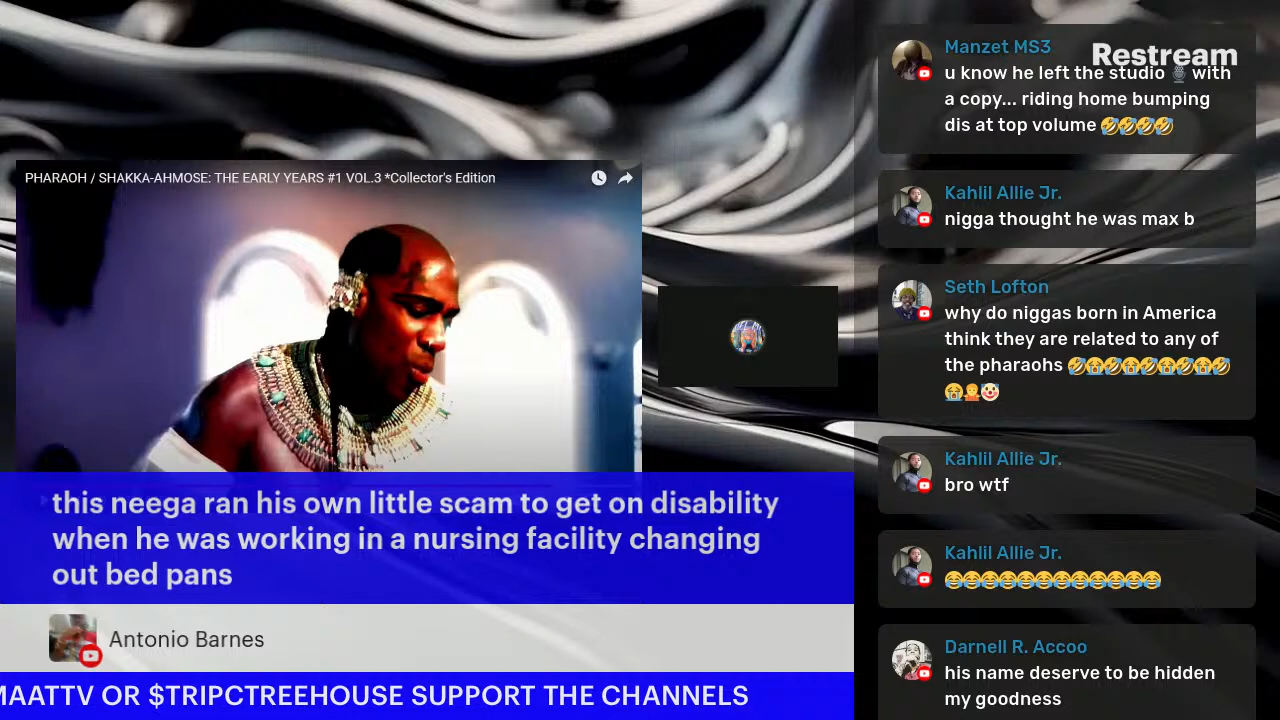 PHARAOH / SHAKKA-AHMOSE: THE EARLY YEARS #1 VOL.3 *Collector's Edition
this neega ran his own little scam to get on disability
when he was working in a nursing facility changing
out bed pans
Antonio Barnes
MAATTV OR $TRIPCTREEHOUSE SUPPORT THE CHANNELS
Restream
Manzet MS3
u know he left the studio 🎙️ with
a copy... riding home bumping
dis at top volume 🤣🤣🤣🤣
Kahlil Allie Jr.
nigga thought he was max b
Seth Lofton
why do niggas born in America
think they are related to any of
the pharaohs 🤣😭🤣😭🤣😭🤣😭🤣
😭🤷🤡
Kahlil Allie Jr.
bro wtf
Kahlil Allie Jr.
😂😂😂😂😂😂😂😂😂😂😂😂
Darnell R. Accoo
his name deserve to be hidden
my goodness